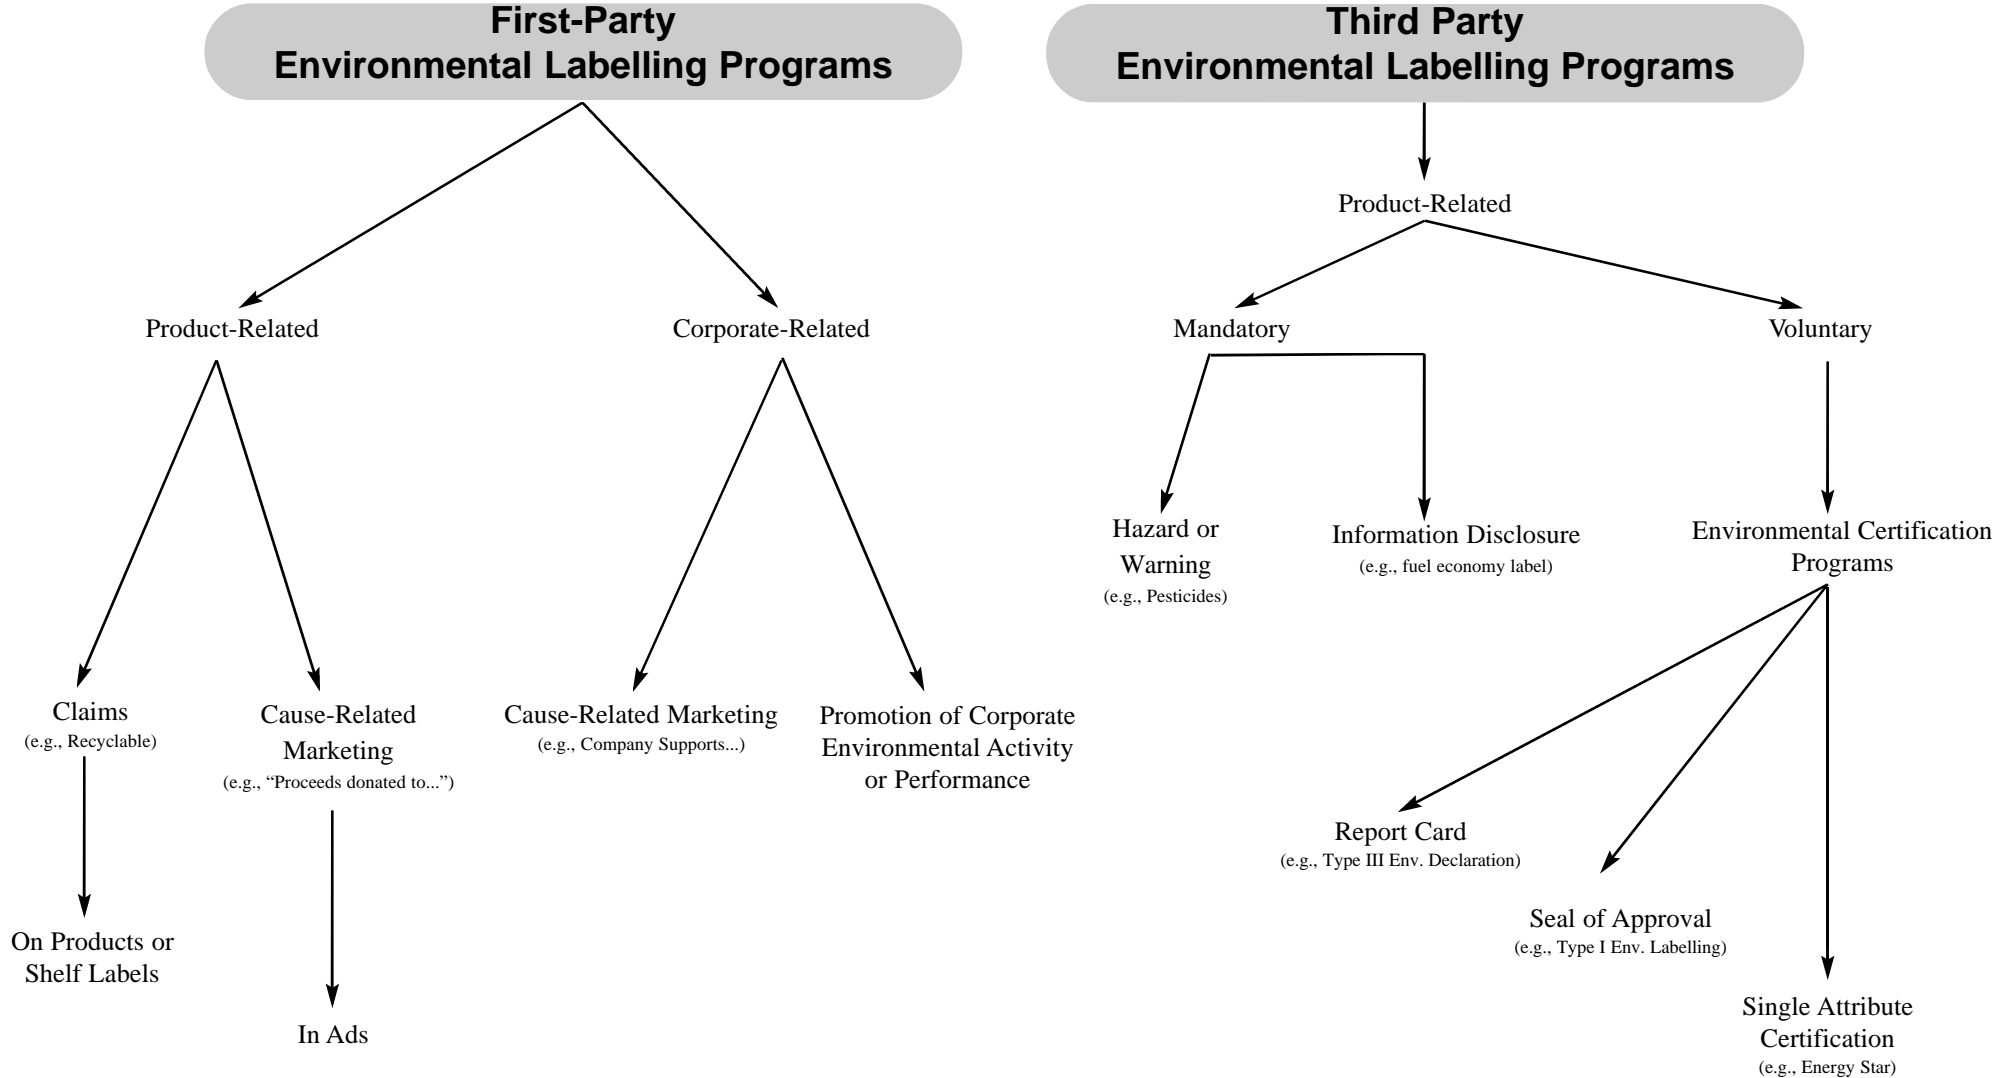 First-Party
Environmental Labelling Programs
Third Party
Environmental Labelling Programs
Product-Related
Product-Related
Corporate-Related
Mandatory
Voluntary
Hazard or
Warning
(e.g., Pesticides)
Information Disclosure
(e.g., fuel economy label)
Environmental Certification
Programs
Claims
(e.g., Recyclable)
Cause-Related
Marketing
(e.g., “Proceeds donated to...”)
Cause-Related Marketing
(e.g., Company Supports...)
Promotion of Corporate
Environmental Activity
or Performance
Report Card
(e.g., Type III Env. Declaration)
Seal of Approval
(e.g., Type I Env. Labelling)
On Products or
Shelf Labels
In Ads
Single Attribute
Certification
(e.g., Energy Star)